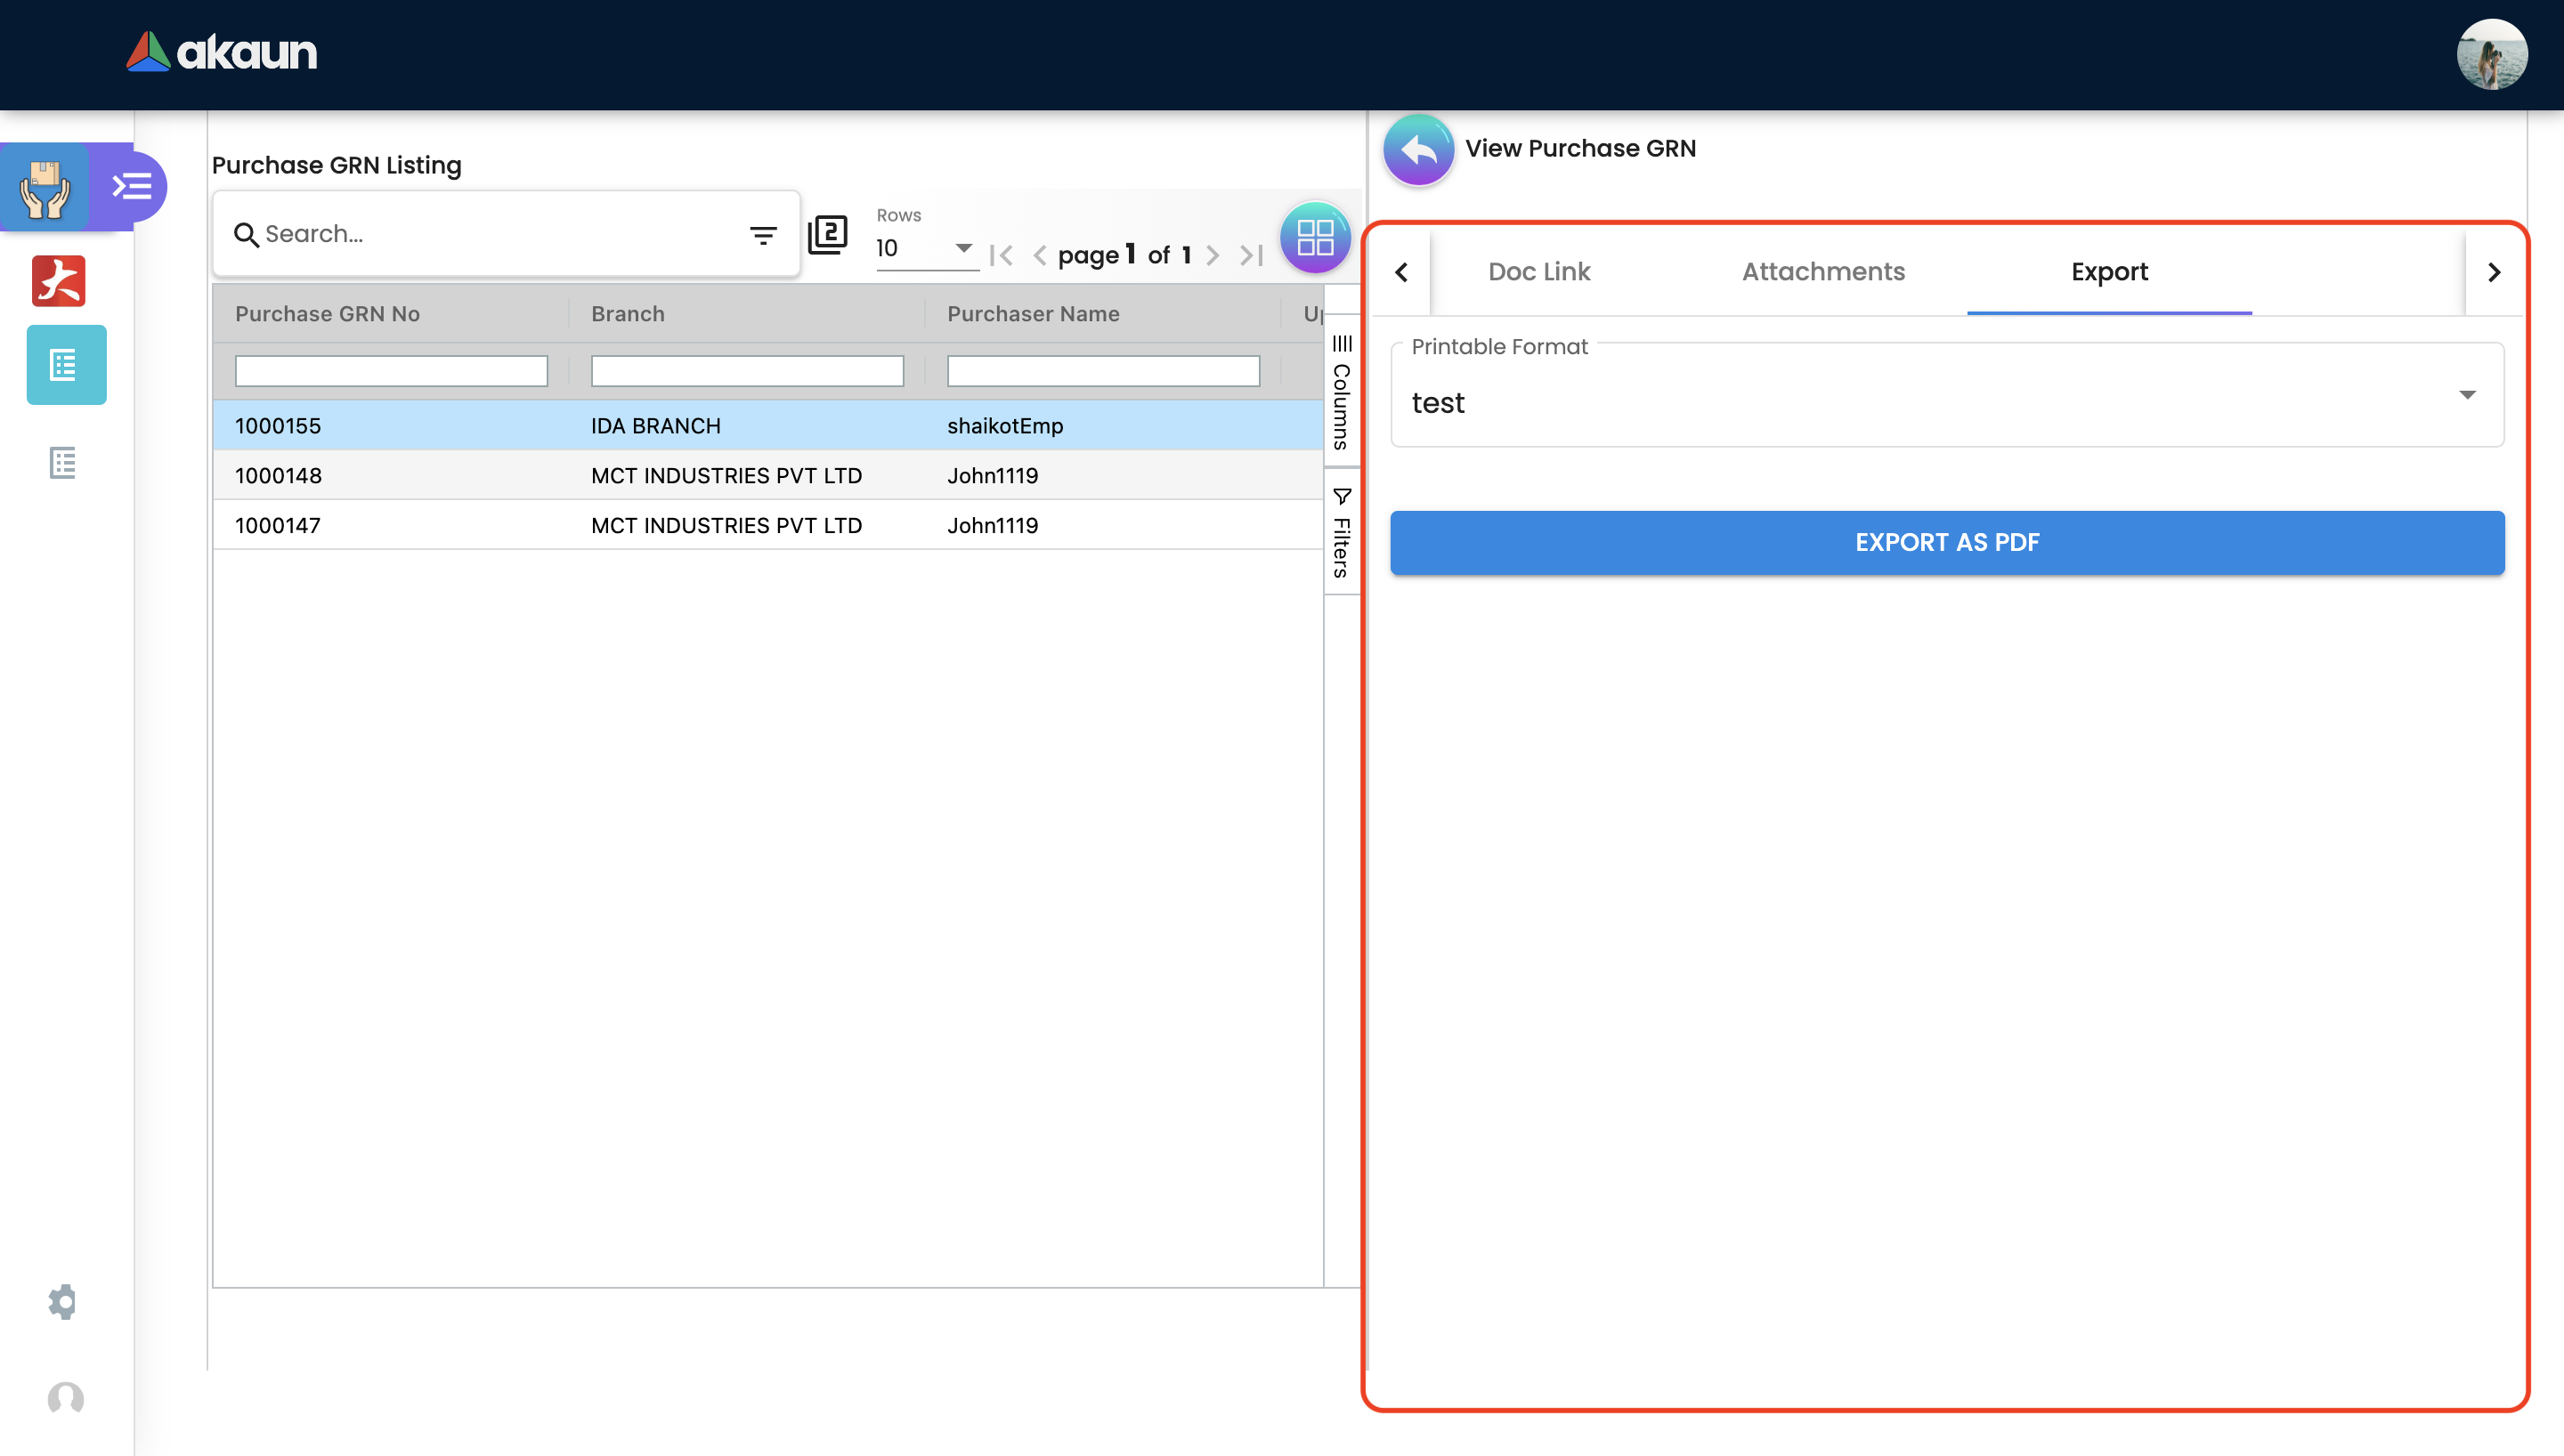 akaun
Purchase GRN Listing
Search...
2
Rows
10
page 1 of 1
Purchase GRN No
Branch
Purchaser Name
1000155
IDA BRANCH
shaikotEmp
1000148
MCT INDUSTRIES PVT LTD
John1119
1000147
MCT INDUSTRIES PVT LTD
John1119
Columns
Filters
View Purchase GRN
Doc Link
Attachments
Export
Printable Format
test
EXPORT AS PDF